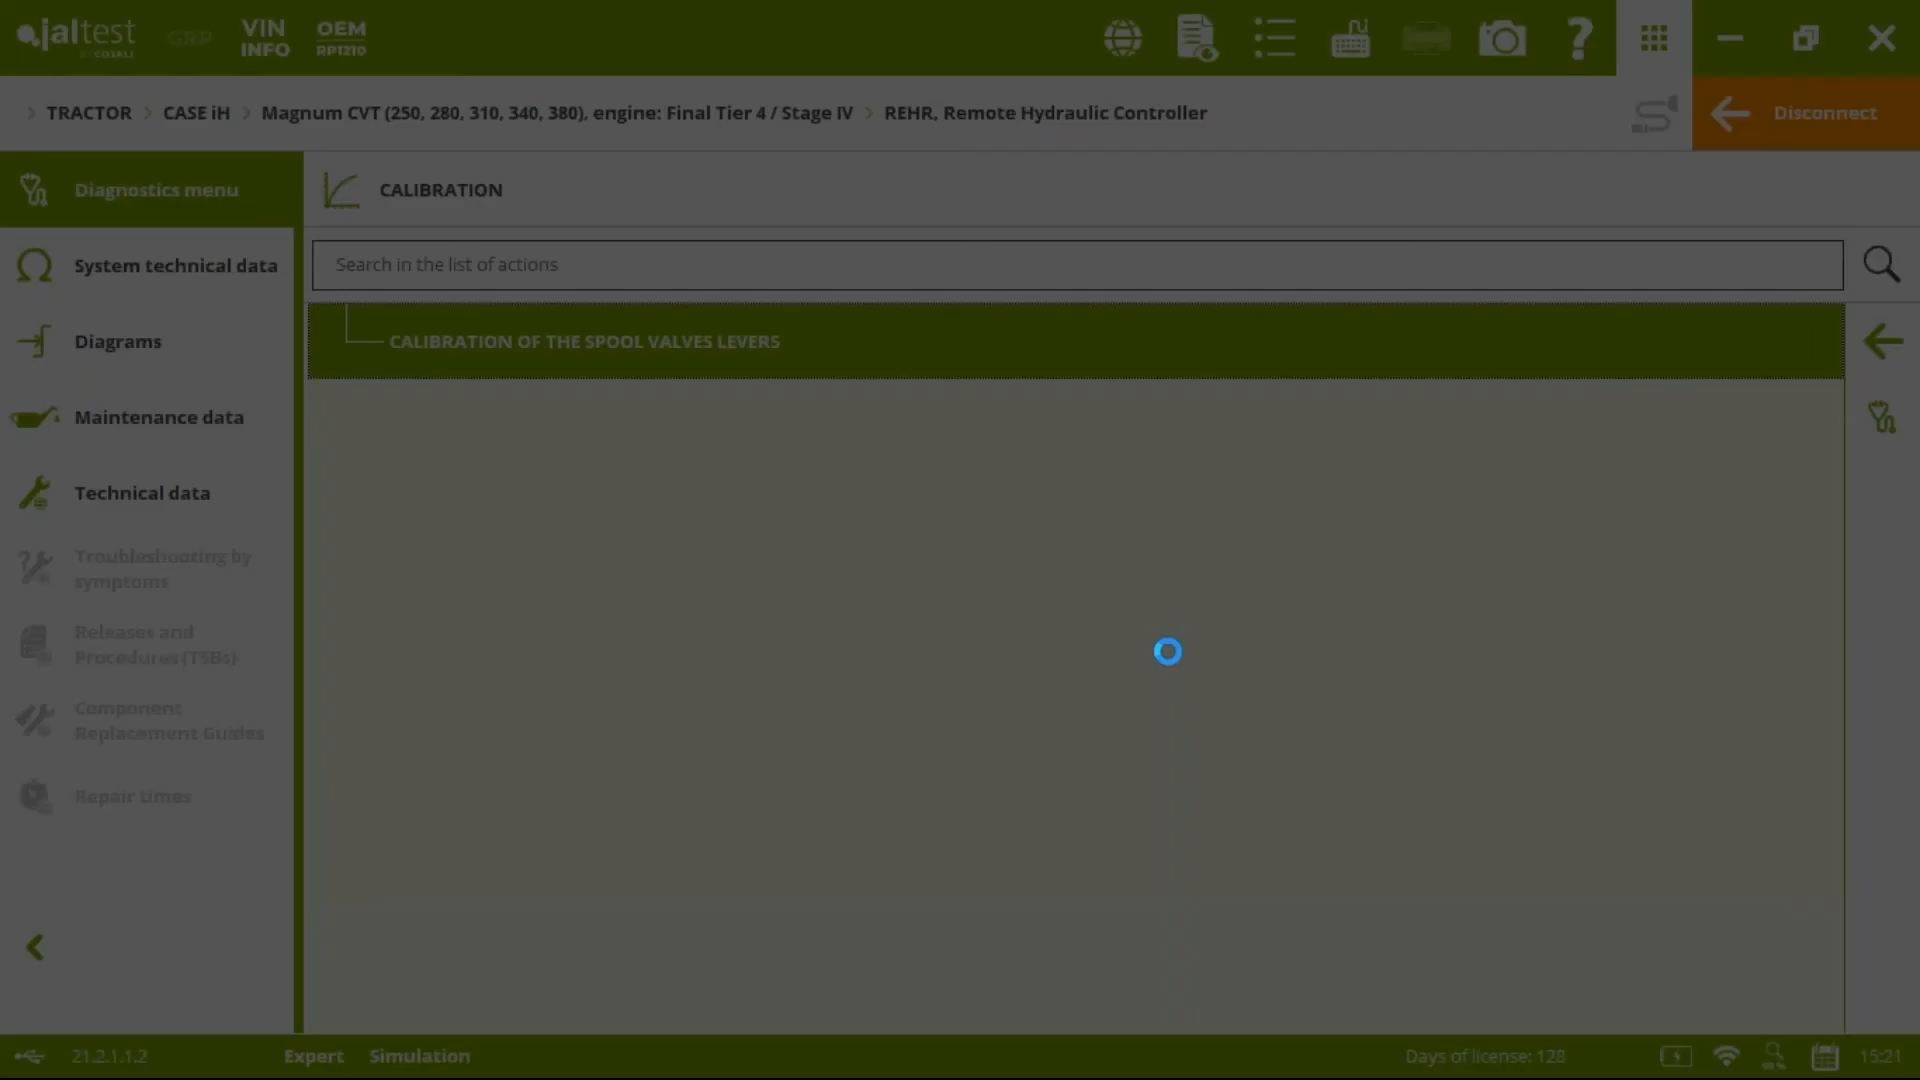 jaltest
COJALI
GRP
VIN
INFO
OEM
RP1210
TRACTOR
CASE iH
Magnum CVT (250, 280, 310, 340, 380), engine: Final Tier 4 / Stage IV
REHR, Remote Hydraulic Controller
Disconnect
Diagnostics menu
CALIBRATION
System technical data
Search in the list of actions
Diagrams
CALIBRATION OF THE SPOOL VALVES LEVERS
Maintenance data
Technical data
Troubleshooting by
symptoms
Releases and
Procedures (TSBs)
Component
Replacement Guides
Repair times
21.2.1.1.2
Expert
Simulation
Days of license: 128
15:21